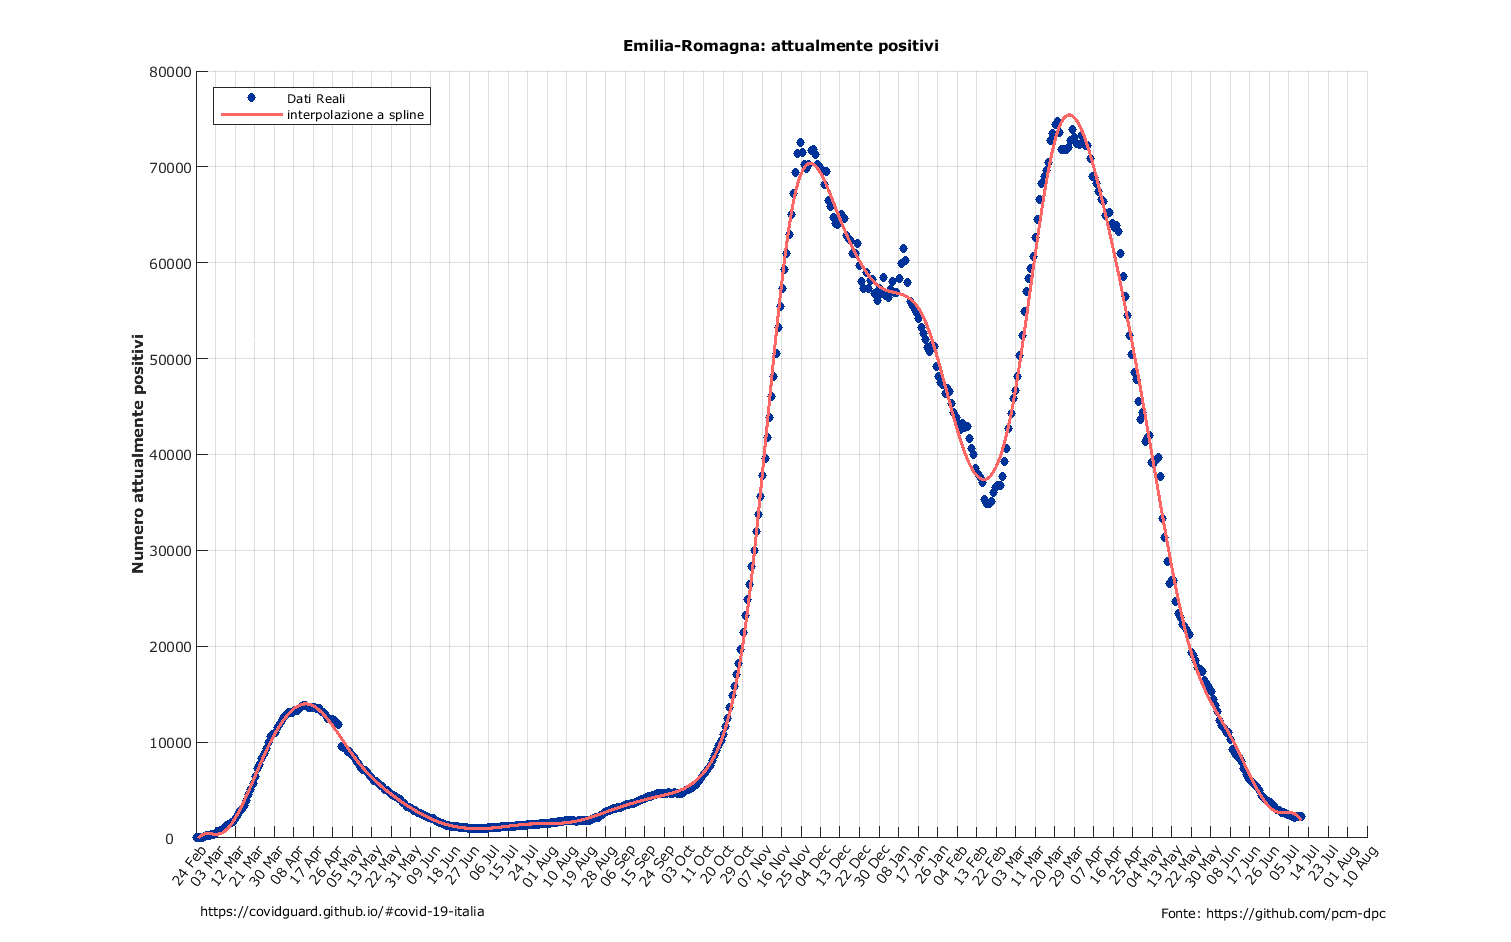 Emilia-Romagna: attualmente positivi
Dati Reali
interpolazione a spline
Numero attualmente positivi
80000
70000
60000
50000
40000
30000
20000
10000
0
24 Feb
03 Mar
12 Mar
21 Mar
30 Mar
08 Apr
17 Apr
26 Apr
05 May
13 May
22 May
31 May
09 Jun
18 Jun
27 Jun
06 Jul
15 Jul
24 Jul
01 Aug
10 Aug
19 Aug
28 Aug
06 Sep
15 Sep
24 Sep
03 Oct
11 Oct
20 Oct
29 Oct
07 Nov
16 Nov
25 Nov
04 Dec
13 Dec
22 Dec
30 Dec
08 Jan
17 Jan
26 Jan
04 Feb
13 Feb
22 Feb
03 Mar
11 Mar
20 Mar
29 Mar
07 Apr
16 Apr
25 Apr
04 May
13 May
22 May
30 May
08 Jun
17 Jun
26 Jun
05 Jul
14 Jul
23 Jul
01 Aug
10 Aug
https://covidguard.github.io/#covid-19-italia
Fonte: https://github.com/pcm-dpc